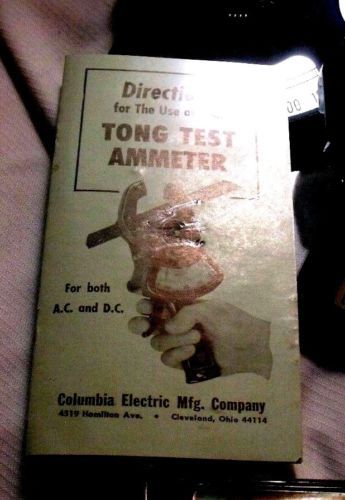 Directio
for The Use a
TONG TEST
AMMETER
For both
A.C. and D.C.
Columbia Electric Mfg. Company
4519 Hamilton Ave. • Cleveland, Ohio 44114